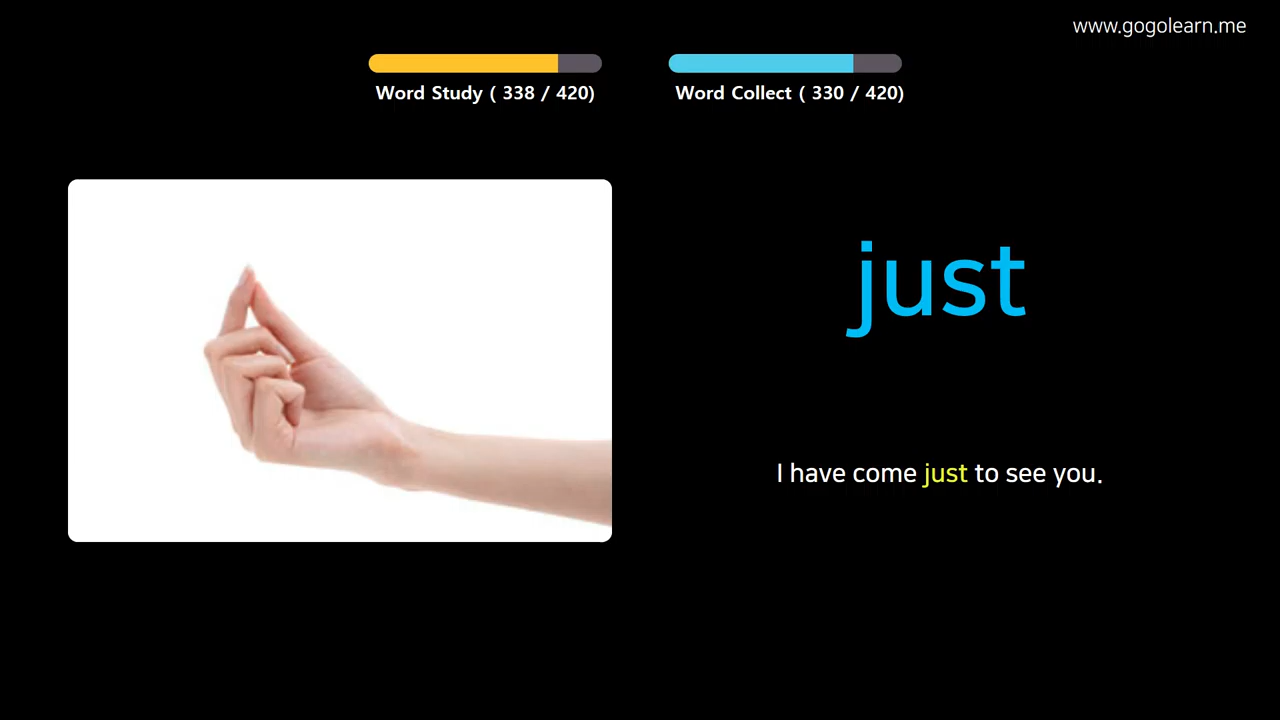 www.gogolearn.me
Word Study ( 338 / 420)
Word Collect ( 330 / 420)
just
I have come just to see you.